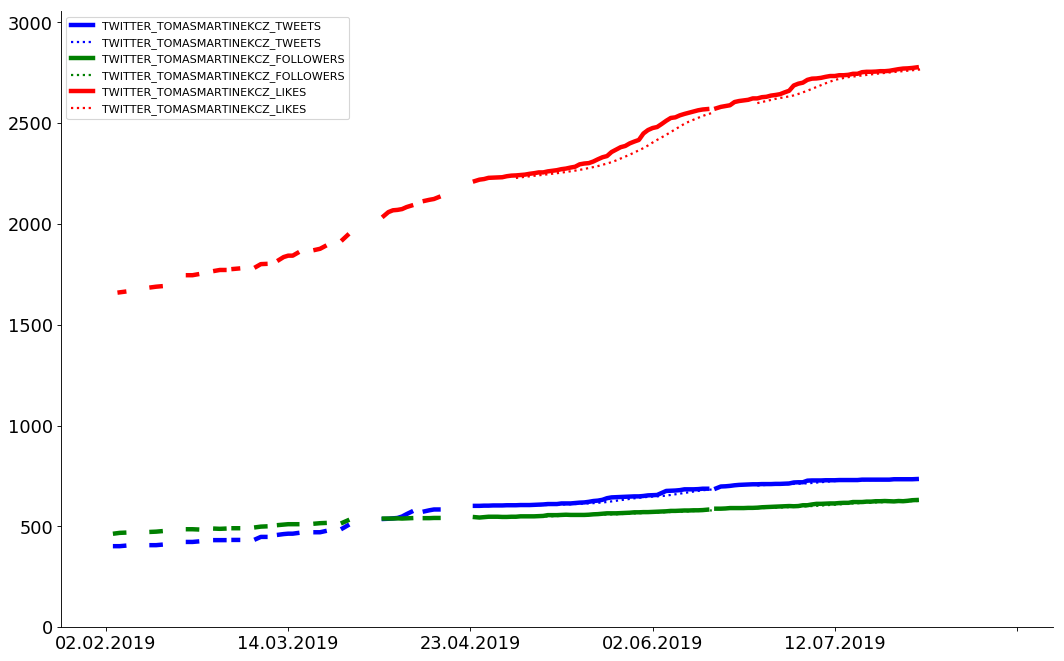 3000
2500
2000
1500
1000
500
0
TWITTER_TOMASMARTINEKCZ_TWEETS
TWITTER_TOMASMARTINEKCZ_TWEETS
TWITTER_TOMASMARTINEKCZ_FOLLOWERS
TWITTER_TOMASMARTINEKCZ_FOLLOWERS
TWITTER_TOMASMARTINEKCZ_LIKES
TWITTER_TOMASMARTINEKCZ_LIKES
02.02.2019 14.03.2019 23.04.2019 02.06.2019 12.07.2019